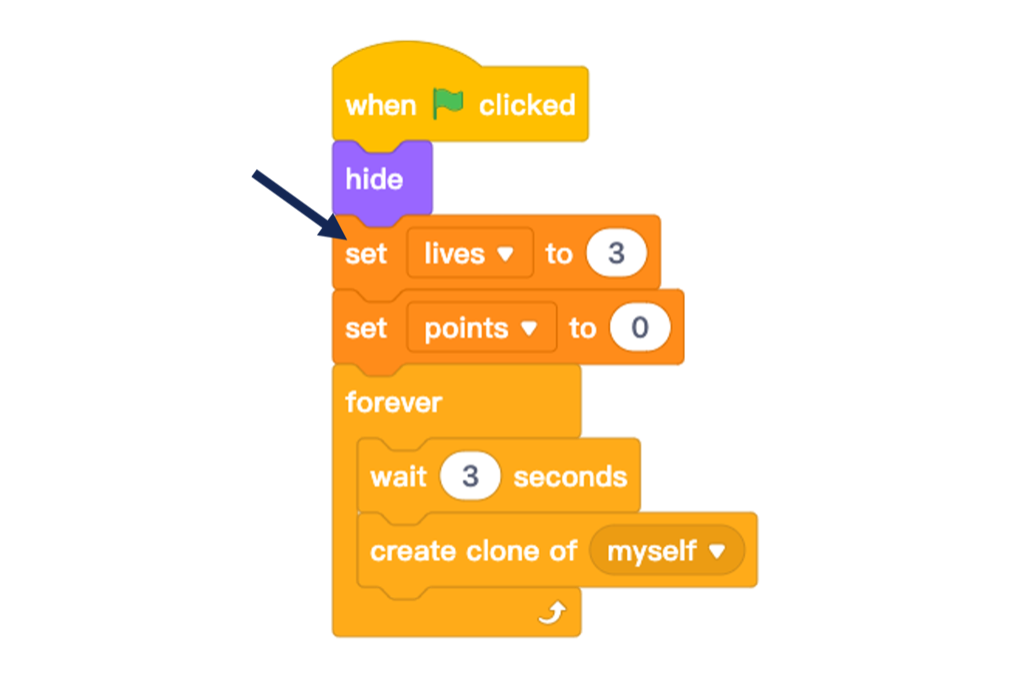 when clicked
hide
set lives to 3
set points to 0
forever
wait 3 seconds
create clone of myself